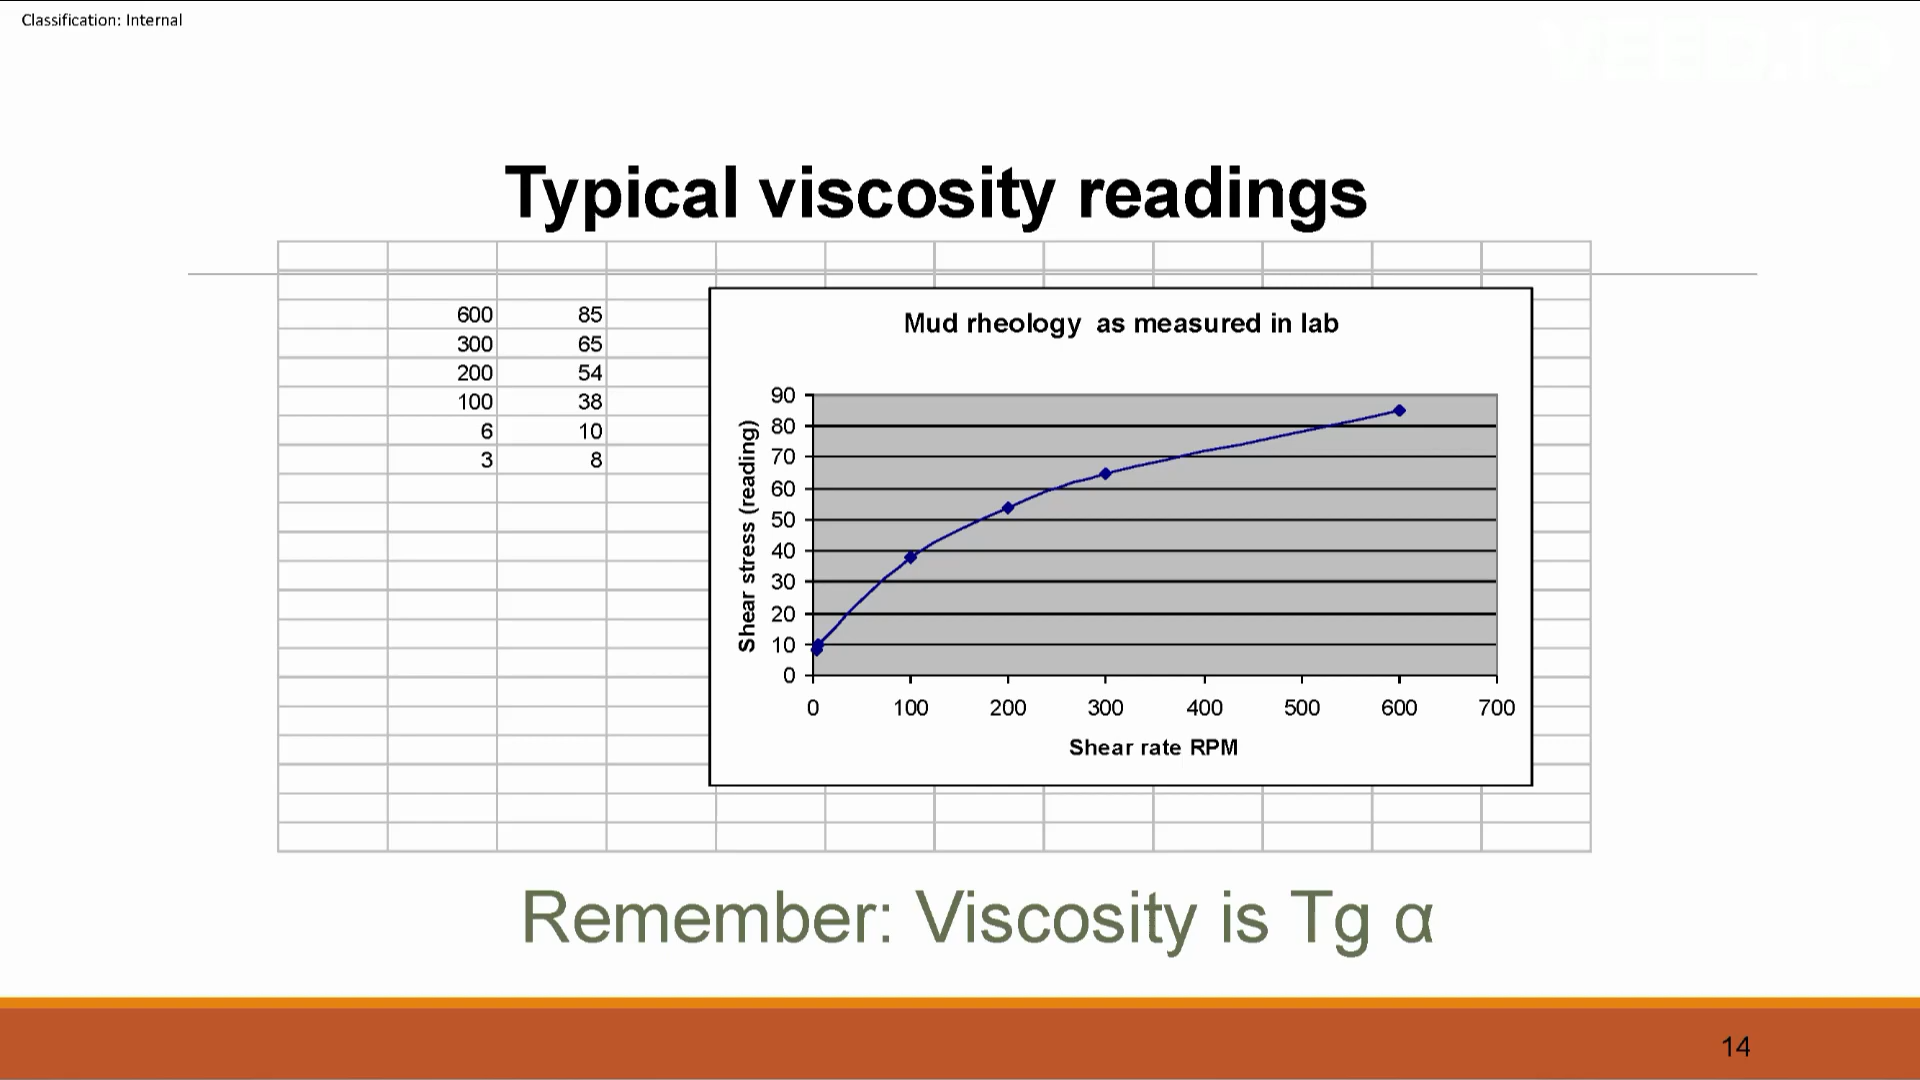 Classification: Internal
Typical viscosity readings
600 85
300 65
200 54
100 38
6 10
3 8
Mud rheology as measured in lab
Shear stress (reading)
90
80
70
60
50
40
30
20
10
0
0 100 200 300 400 500 600 700
Shear rate RPM
Remember: Viscosity is Tg α
14
VEED.IO